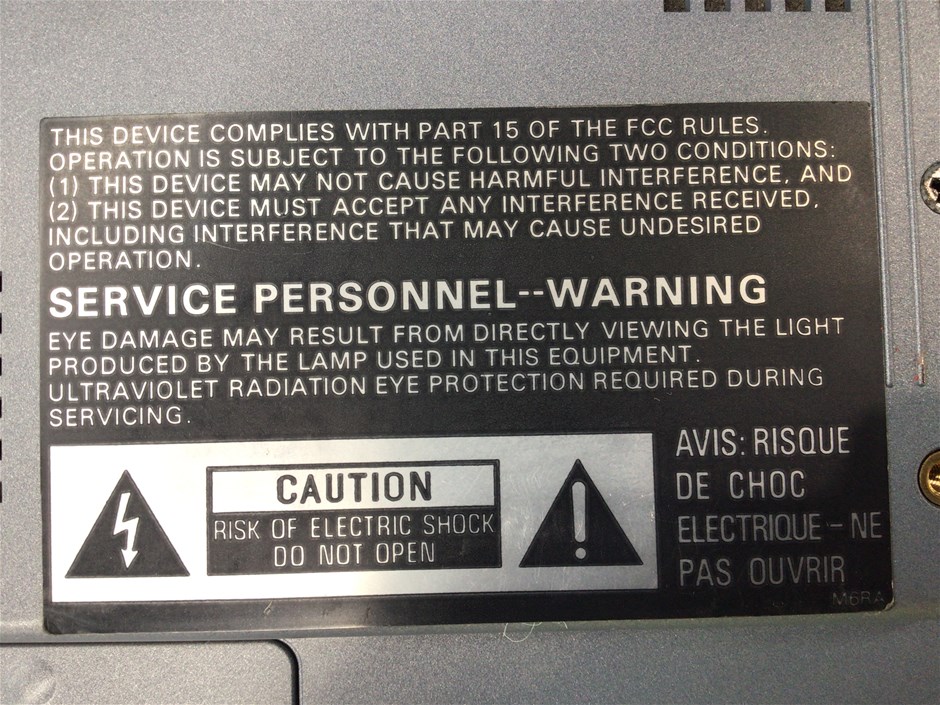 THIS DEVICE COMPLIES WITH PART 15 OF THE FCC RULES.
OPERATION IS SUBJECT TO THE FOLLOWING TWO CONDITIONS:
(1) THIS DEVICE MAY NOT CAUSE HARMFUL INTERFERENCE, AND
(2) THIS DEVICE MUST ACCEPT ANY INTERFERENCE RECEIVED,
INCLUDING INTERFERENCE THAT MAY CAUSE UNDESIRED
OPERATION.
SERVICE PERSONNEL--WARNING
EYE DAMAGE MAY RESULT FROM DIRECTLY VIEWING THE LIGHT
PRODUCED BY THE LAMP USED IN THIS EQUIPMENT.
ULTRAVIOLET RADIATION EYE PROTECTION REQUIRED DURING
SERVICING.
CAUTION
RISK OF ELECTRIC SHOCK
DO NOT OPEN
AVIS: RISQUE
DE CHOC
ELECTRIQUE - NE
PAS OUVRIR
M6RA